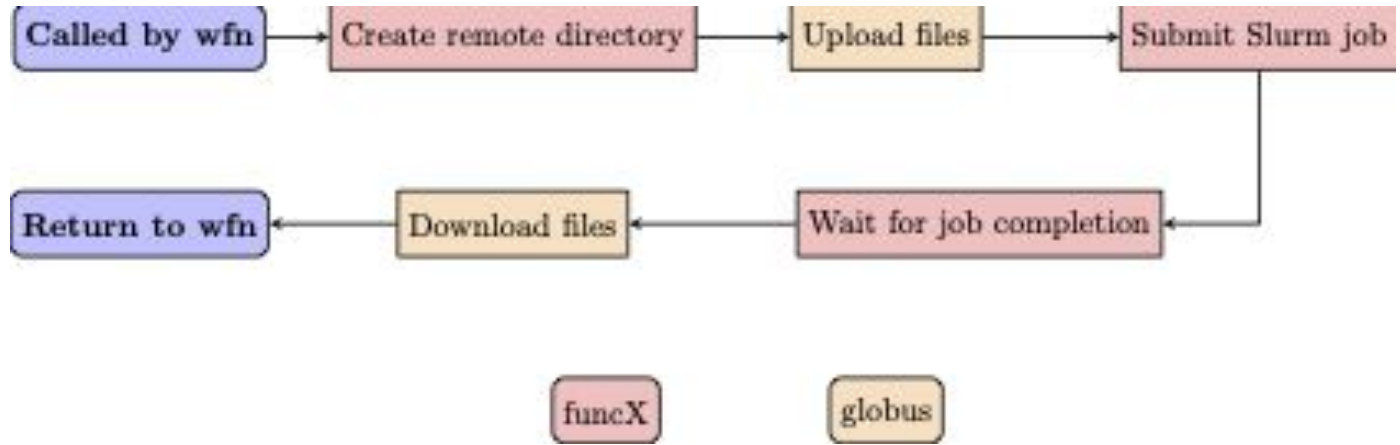 Called by wfn
Create remote directory
Upload files
Submit Slurm job
Return to wfn
Download files
Wait for job completion
funcX
globus